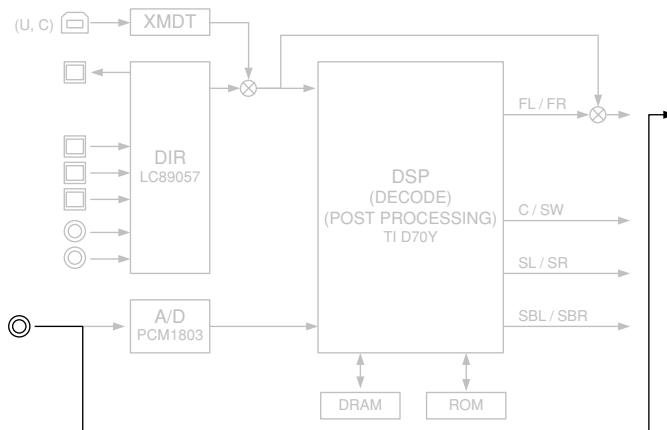 (U, C)
XMDT
DIR
LC89057
DSP
(DECODE)
(POST PROCESSING)
TI D70Y
FL / FR
C / SW
SL / SR
SBL / SBR
A/D
PCM1803
DRAM
ROM